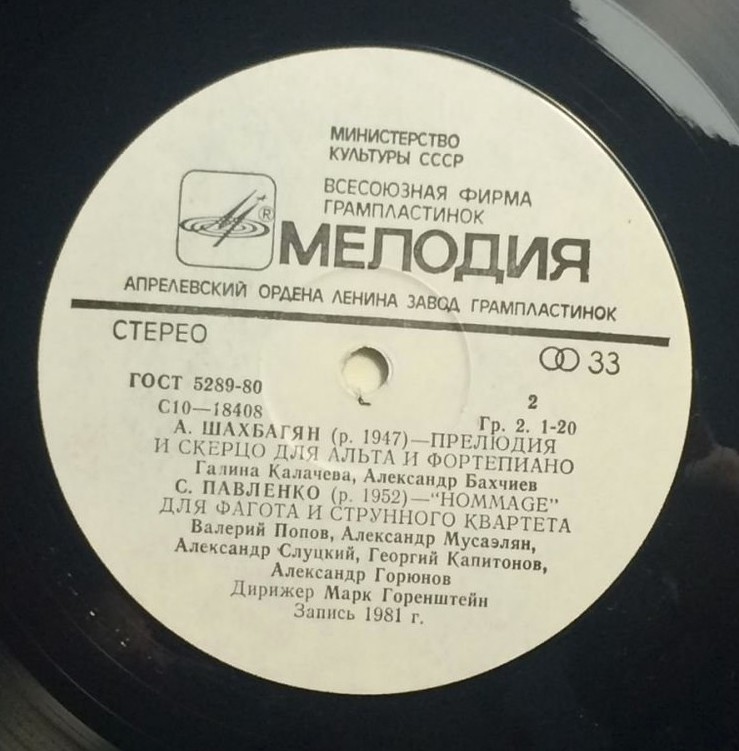 МИНИСТЕРСТВО
КУЛЬТУРЫ СССР
ВСЕСОЮЗНАЯ ФИРМА
ГРАМПЛАСТИНОК
®
МЕЛОДИЯ
АПРЕЛЕВСКИЙ ОРДЕНА ЛЕНИНА ЗАВОД ГРАМПЛАСТИНОК
СТЕРЕО
33
ГОСТ 5289-80
2
С10—18408
Гр. 2. 1-20
А. ШАХБАГЯН (р. 1947)—ПРЕЛЮДИЯ
И СКЕРЦО ДЛЯ АЛЬТА И ФОРТЕПИАНО
Галина Калачева, Александр Бахчиев
С. ПАВЛЕНКО (р. 1952)—"HOMMAGE"
ДЛЯ ФАГОТА И СТРУННОГО КВАРТЕТА
Валерий Попов, Александр Мусаэлян,
Александр Слуцкий, Георгий Капитонов,
Александр Горюнов
Дирижер Марк Горенштейн
Запись 1981 г.